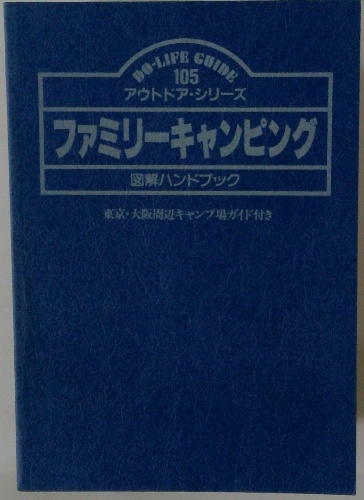 DO-LIFE GUIDE
105
アウトドア・シリーズ
ファミリーキャンピング
図解ハンドブック
東京・大阪周辺キャンプ場ガイド付き